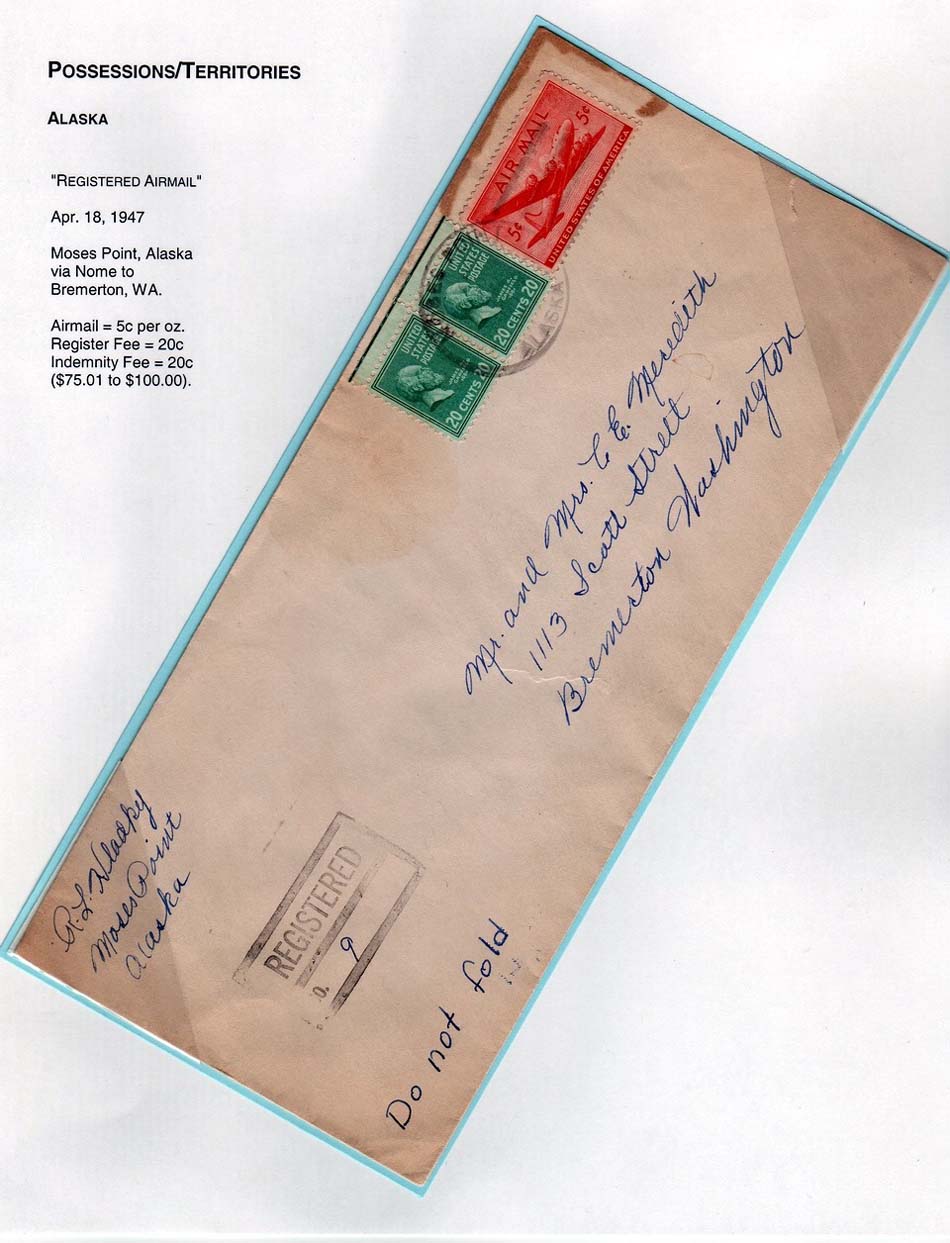 POSSESSIONS/TERRITORIES
ALASKA
"REGISTERED AIRMAIL"
Apr. 18, 1947
Moses Point, Alaska
via Nome to
Bremerton, WA.
Airmail = 5c per oz.
Register Fee = 20c
Indemnity Fee = 20c
($75.01 to $100.00).
AIR MAIL
5¢
5¢
UNITED STATES OF AMERICA
UNITED
STATES
POSTAGE
20 CENTS 20
UNITED
STATES
POSTAGE
20 CENTS 20
ALASKA
Mr. and Mrs. C. E. Meredith
1113 Scott Street
Bremerton Washington
R. L. Hladky
Moses Point
Alaska
REGISTERED
o. 9
Do not fold